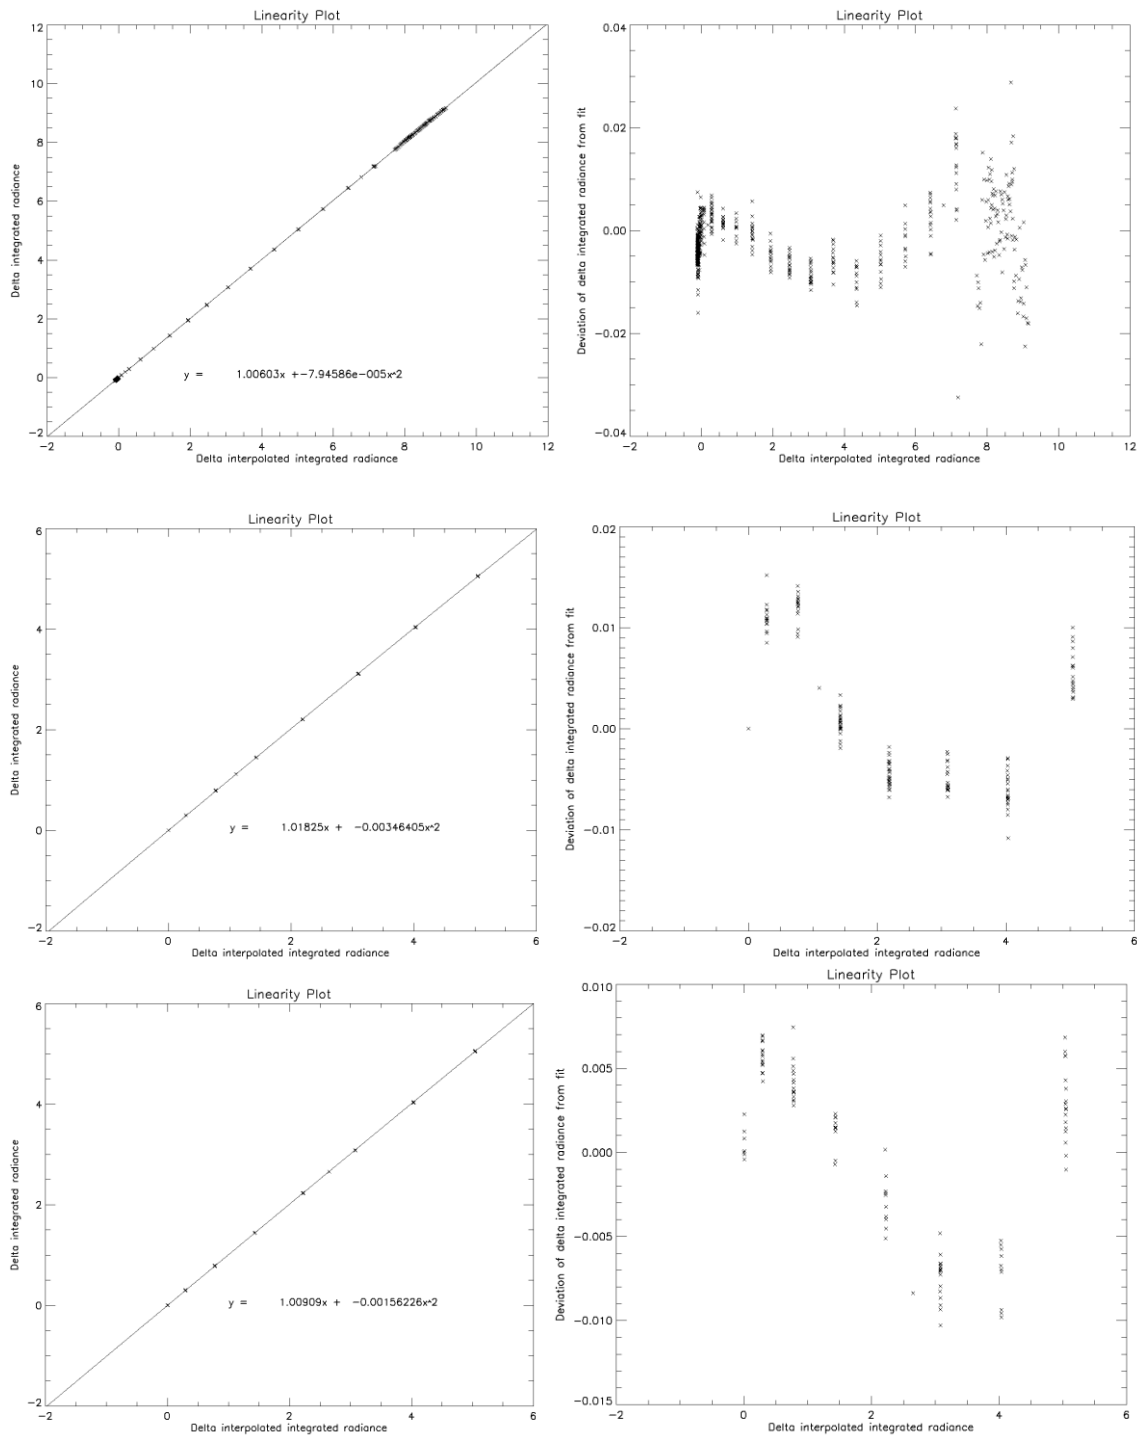 Linearity Plot
12
10
8
6
4
2
0
−2
Delta integrated radiance
y = 1.00603x +−7.94586e−005x^2
−2 0 2 4 6 8 10 12
Delta interpolated integrated radiance
Linearity Plot
0.04
0.02
0.00
−0.02
−0.04
Deviation of delta integrated radiance from fit
−2 0 2 4 6 8 10 12
Delta interpolated integrated radiance
Linearity Plot
6
4
2
0
−2
Delta integrated radiance
y = 1.01825x + −0.00346405x^2
−2 0 2 4 6
Delta interpolated integrated radiance
Linearity Plot
0.02
0.01
0.00
−0.01
−0.02
Deviation of delta integrated radiance from fit
−2 0 2 4 6
Delta interpolated integrated radiance
Linearity Plot
6
4
2
0
−2
Delta integrated radiance
y = 1.00909x + −0.00156226x^2
−2 0 2 4 6
Delta interpolated integrated radiance
Linearity Plot
0.010
0.005
0.000
−0.005
−0.010
−0.015
Deviation of delta integrated radiance from fit
−2 0 2 4 6
Delta interpolated integrated radiance